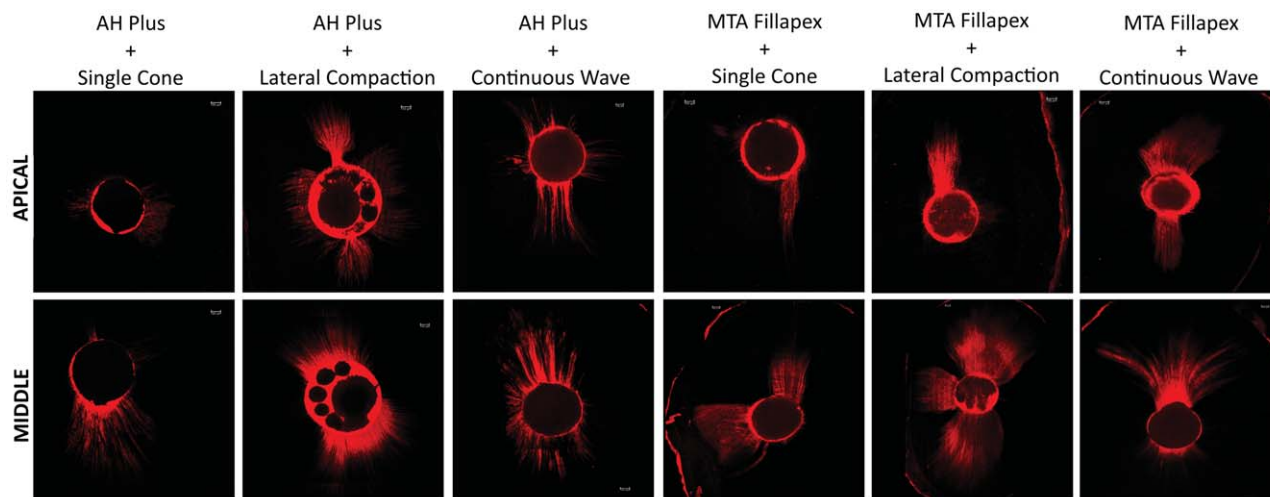 AH Plus
+
Single Cone
AH Plus
+
Lateral Compaction
AH Plus
+
Continuous Wave
MTA Fillapex
+
Single Cone
MTA Fillapex
+
Lateral Compaction
MTA Fillapex
+
Continuous Wave
APICAL
MIDDLE